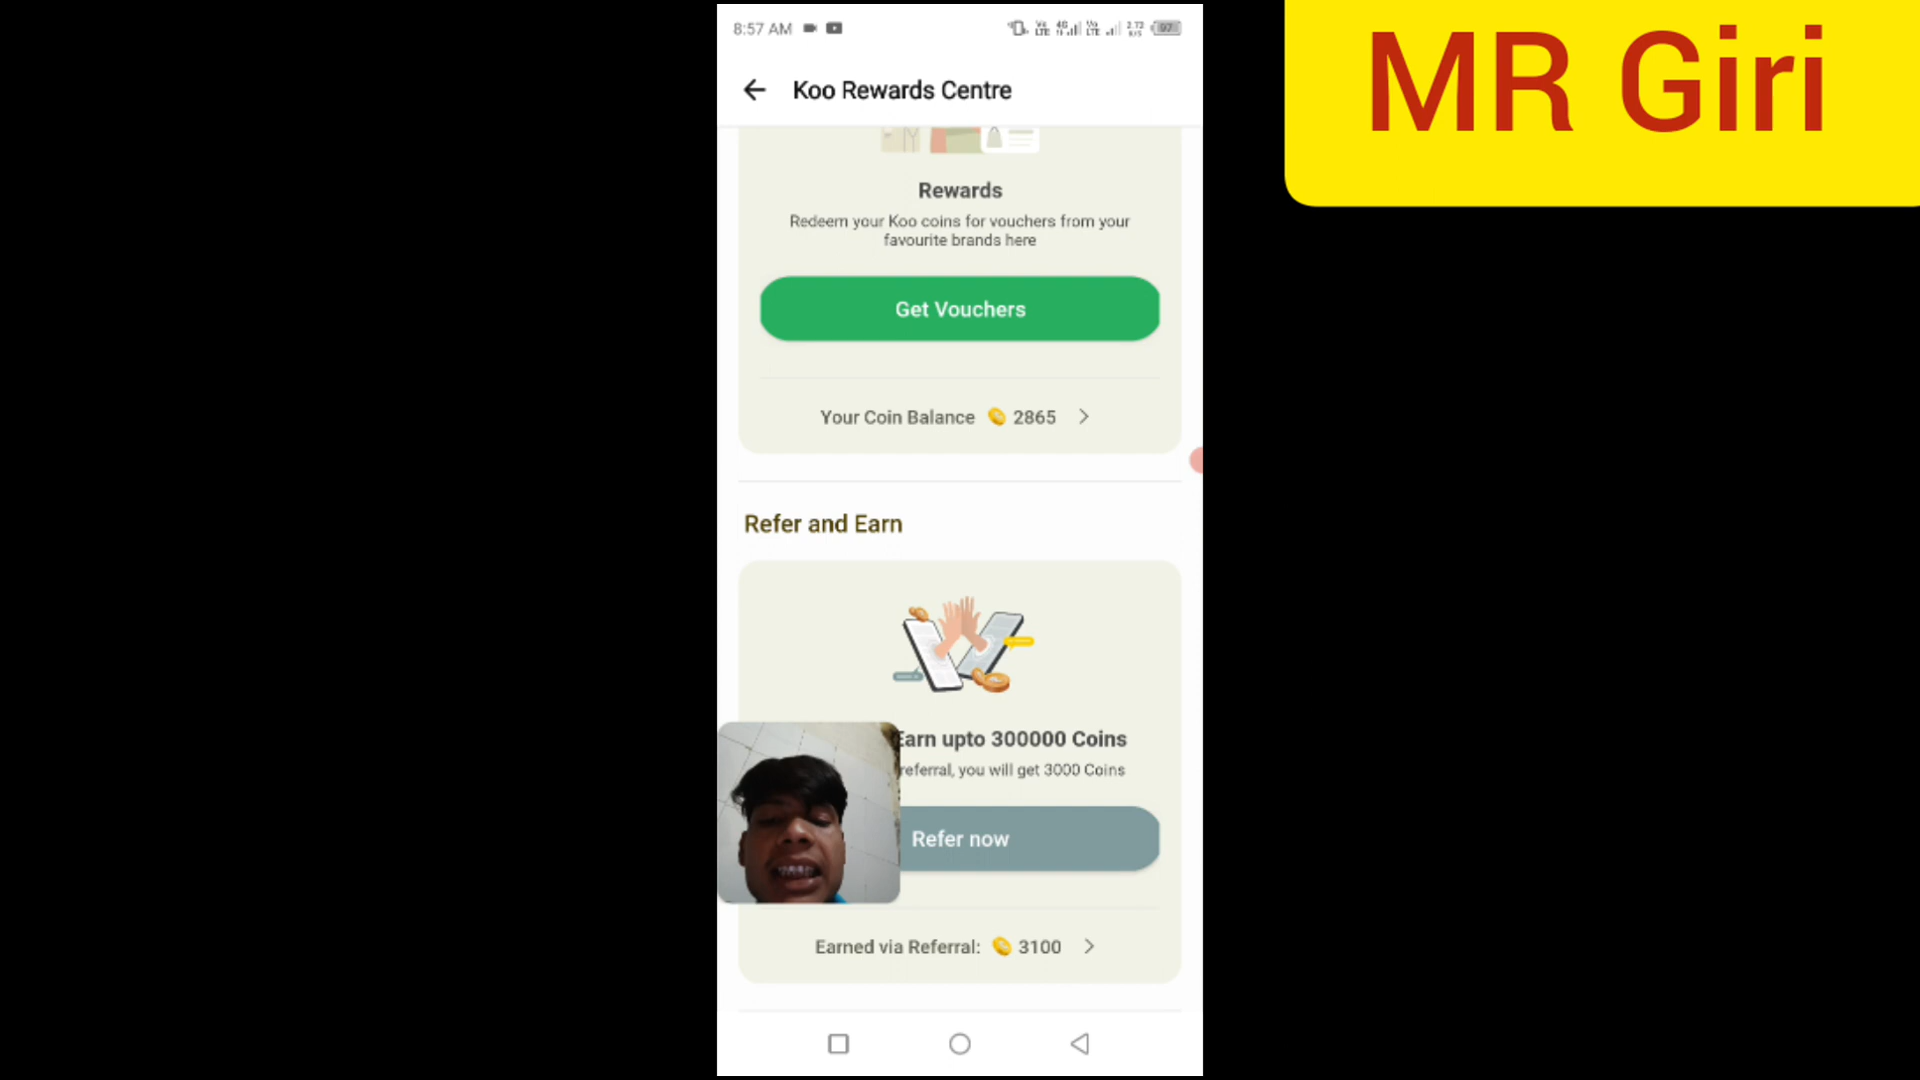 8:57 AM
MR Giri
Koo Rewards Centre
Rewards
Redeem your Koo coins for vouchers from your
favourite brands here
Get Vouchers
Your Coin Balance 2865
Refer and Earn
Earn upto 300000 Coins
referral, you will get 3000 Coins
Refer now
Earned via Referral: 3100